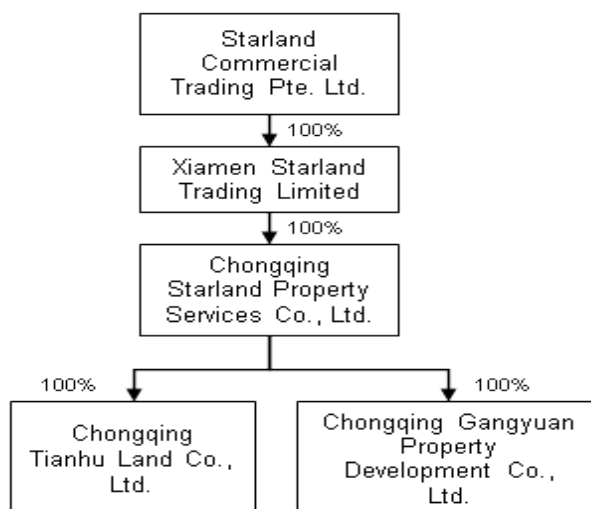 Starland
Commercial
Trading Pte. Ltd.
100%
Xiamen Starland
Trading Limited
100%
Chongqing
Starland Property
Services Co., Ltd.
100%
100%
Chongqing
Tianhu Land Co.,
Ltd.
Chongqing Gangyuan
Property
Development Co.,
Ltd.